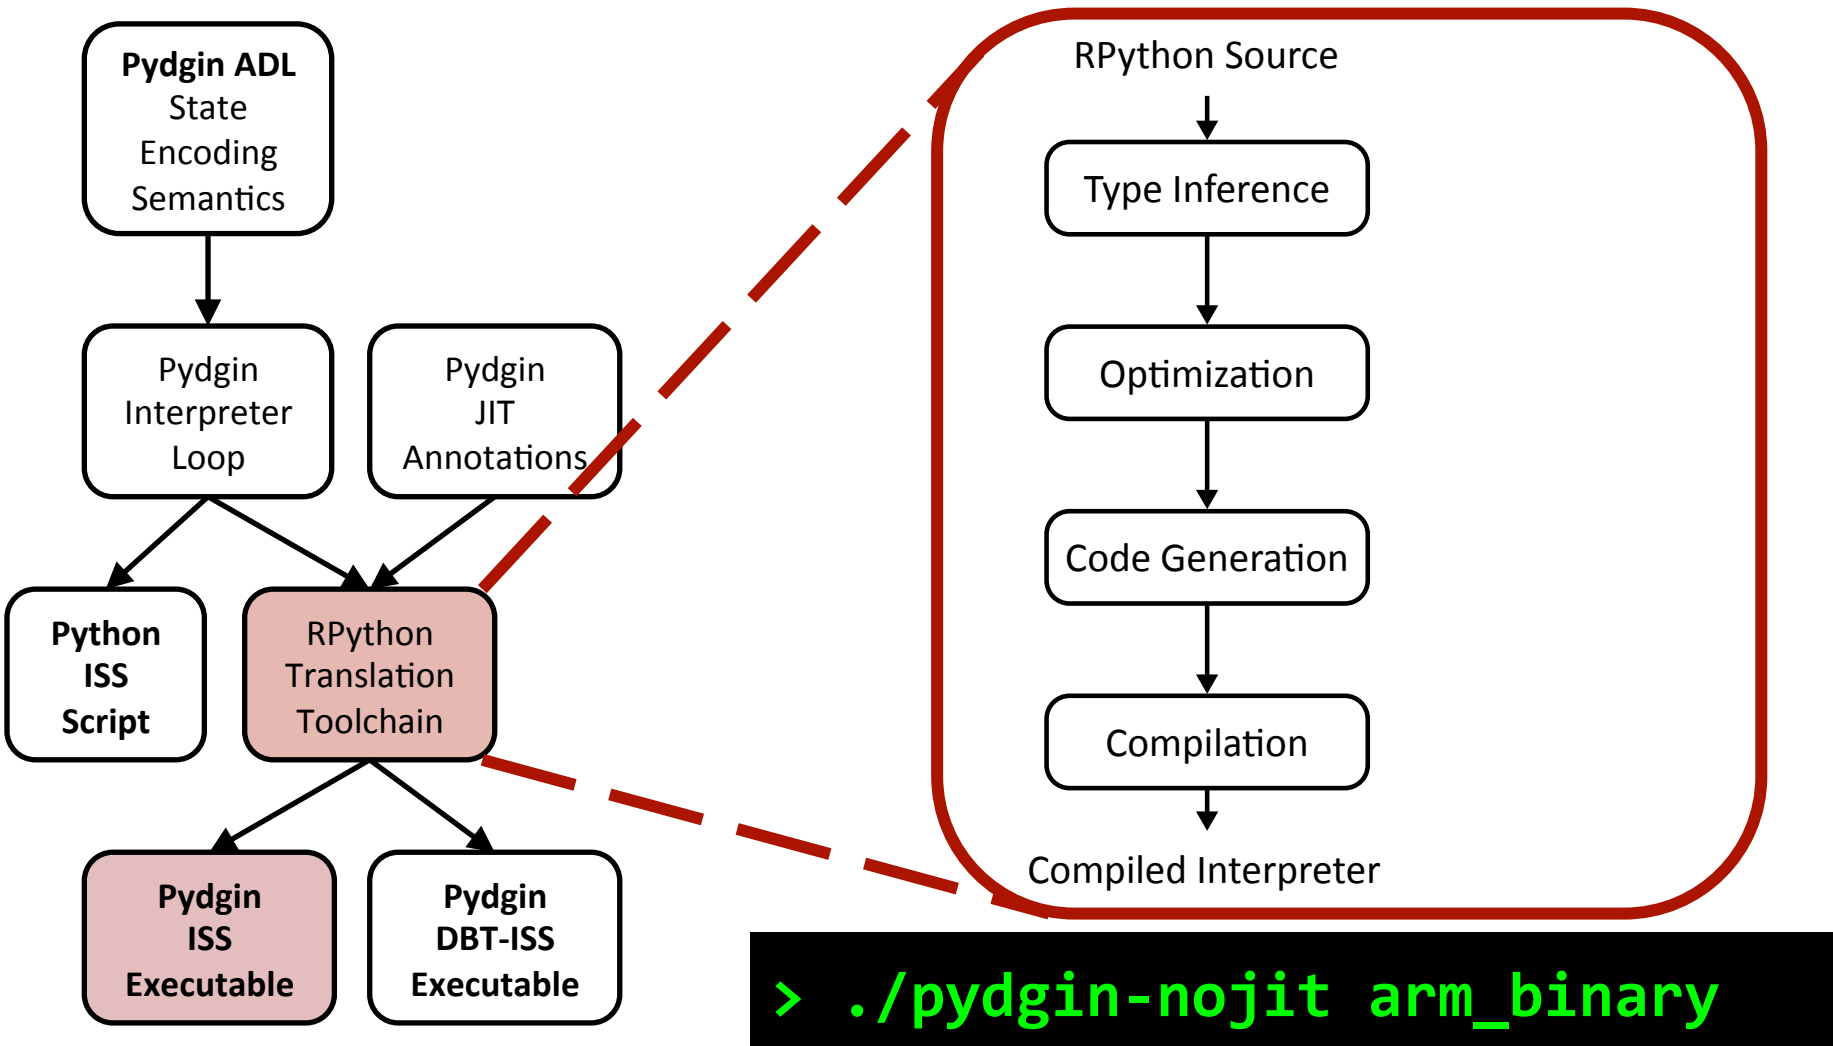 Pydgin ADL
State
Encoding
Semantics
Pydgin
Interpreter
Loop
Pydgin
JIT
Annotations
Python
ISS
Script
RPython
Translation
Toolchain
Pydgin
ISS
Executable
Pydgin
DBT-ISS
Executable
RPython Source
Type Inference
Optimization
Code Generation
Compilation
Compiled Interpreter
> ./pydgin-nojit arm_binary